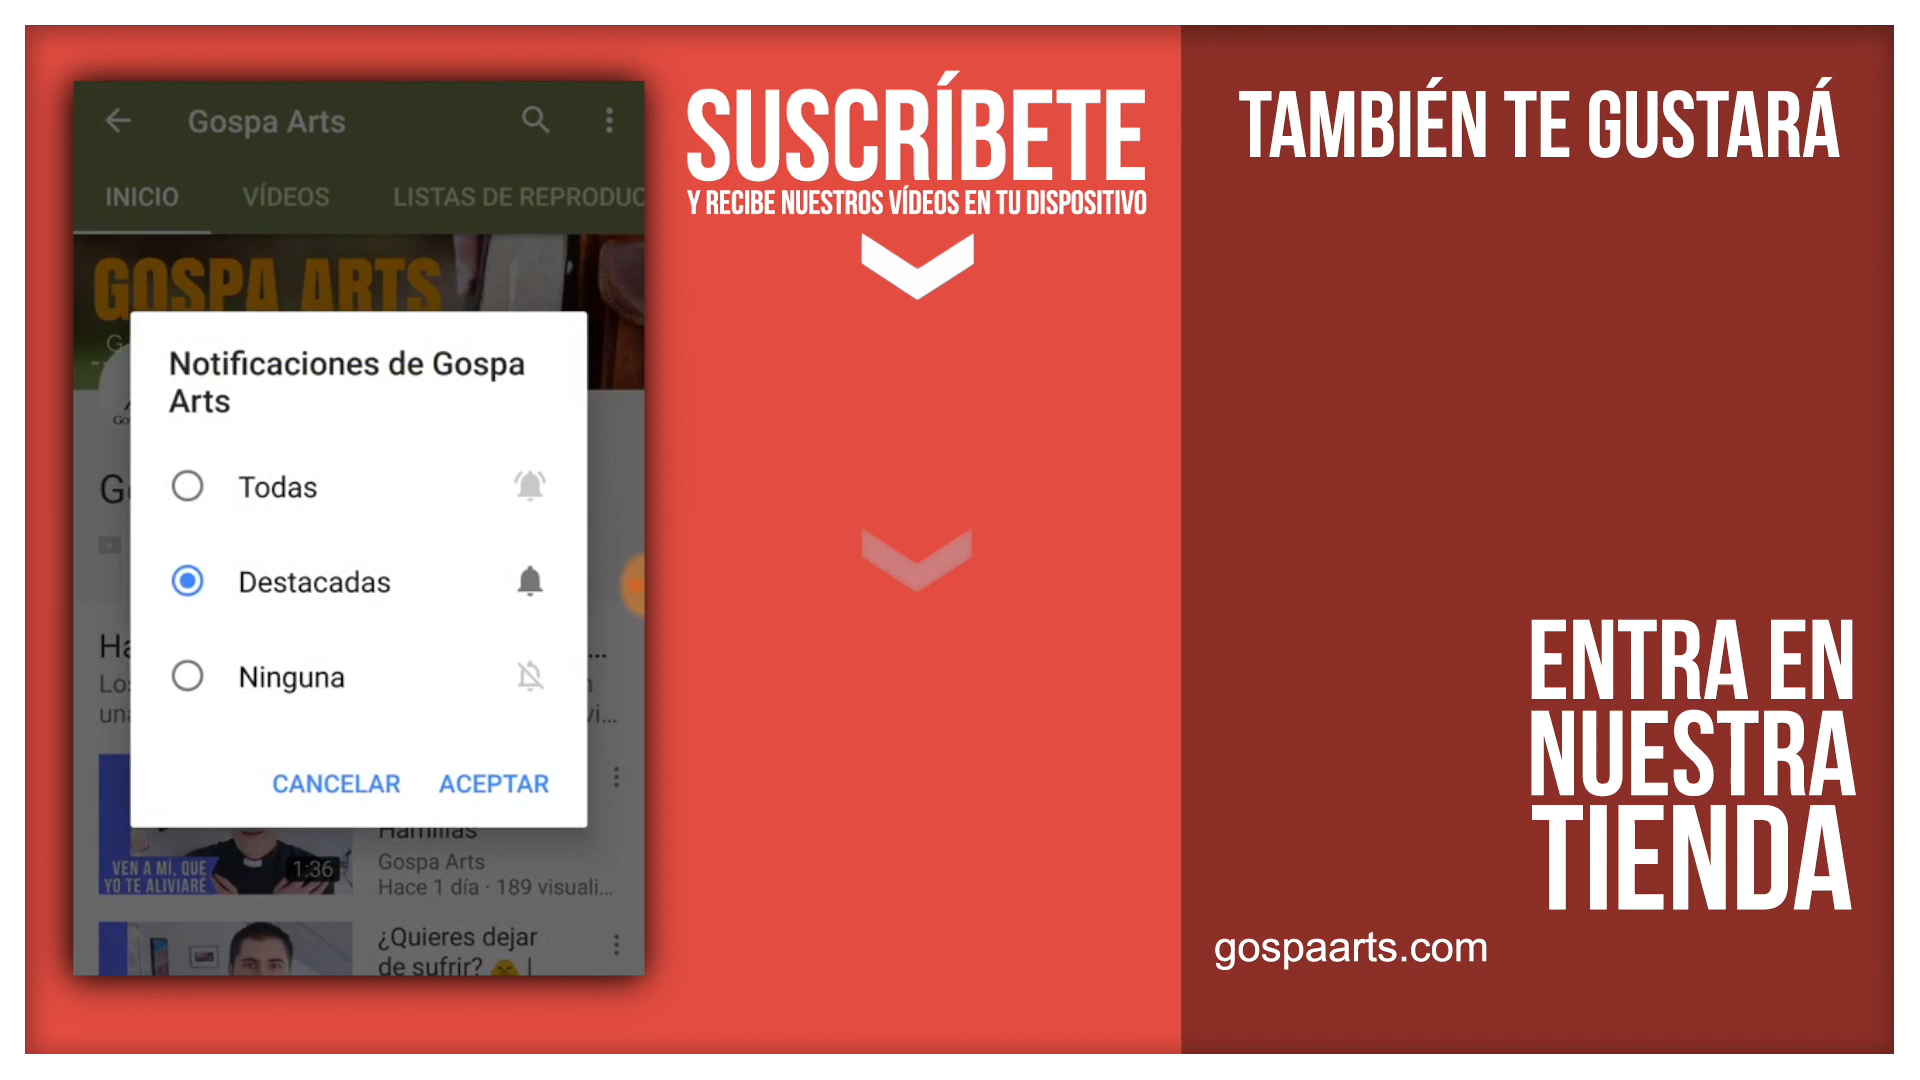 Gospa Arts
INICIO VÍDEOS LISTAS DE REPRODUC
GOSPA ARTS
Notificaciones de Gospa
Arts
Todas
Destacadas
Ninguna
CANCELAR ACEPTAR
VEN A MÍ, QUE
YO TE ALIVIARÉ
1:36
Gospa Arts
Hace 1 día · 189 visuali...
¿Quieres dejar
de sufrir? 😔 |
SUSCRÍBETE
Y RECIBE NUESTROS VÍDEOS EN TU DISPOSITIVO
TAMBIÉN TE GUSTARÁ
ENTRA EN
NUESTRA
TIENDA
gospaarts.com